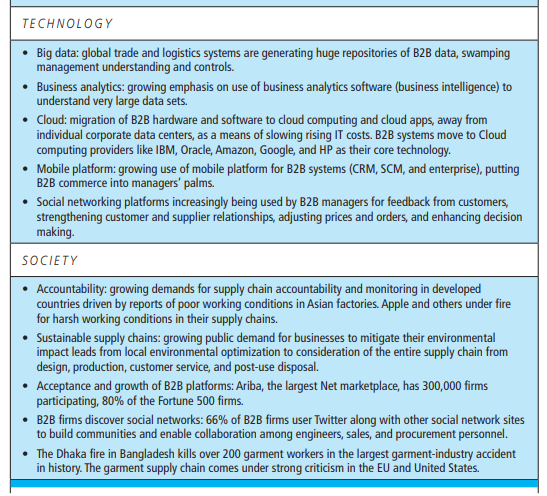 TECHNOLOGY
• Big data: global trade and logistics systems are generating huge repositories of B2B data, swamping
management understanding and controls.
• Business analytics: growing emphasis on use of business analytics software (business intelligence) to
understand very large data sets.
• Cloud: migration of B2B hardware and software to cloud computing and cloud apps, away from
individual corporate data centers, as a means of slowing rising IT costs. B2B systems move to Cloud
computing providers like IBM, Oracle, Amazon, Google, and HP as their core technology.
• Mobile platform: growing use of mobile platform for B2B systems (CRM, SCM, and enterprise), putting
B2B commerce into managers' palms.
• Social networking platforms increasingly being used by B2B managers for feedback from customers,
strengthening customer and supplier relationships, adjusting prices and orders, and enhancing decision
making.
SOCIETY
• Accountability: growing demands for supply chain accountability and monitoring in developed
countries driven by reports of poor working conditions in Asian factories. Apple and others under fire
for harsh working conditions in their supply chains.
• Sustainable supply chains: growing public demand for businesses to mitigate their environmental
impact leads from local environmental optimization to consideration of the entire supply chain from
design, production, customer service, and post-use disposal.
• Acceptance and growth of B2B platforms: Ariba, the largest Net marketplace, has 300,000 firms
participating, 80% of the Fortune 500 firms.
• B2B firms discover social networks: 66% of B2B firms user Twitter along with other social network sites
to build communities and enable collaboration among engineers, sales, and procurement personnel.
• The Dhaka fire in Bangladesh kills over 200 garment workers in the largest garment-industry accident
in history. The garment supply chain comes under strong criticism in the EU and United States.